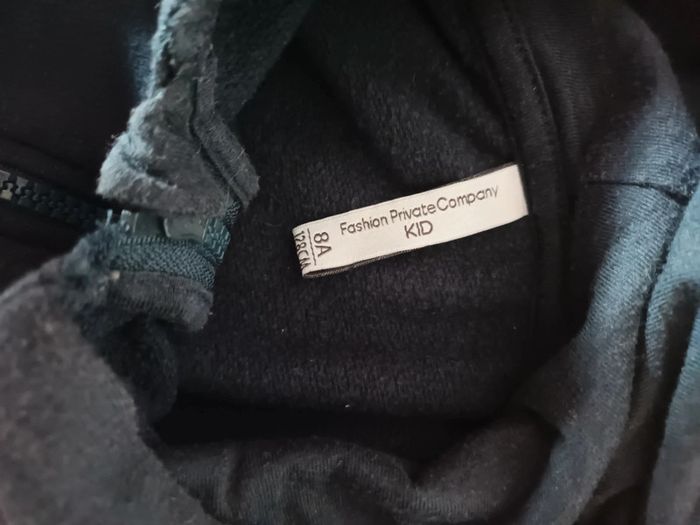 Fashion Private Company
KID
8A
128CM